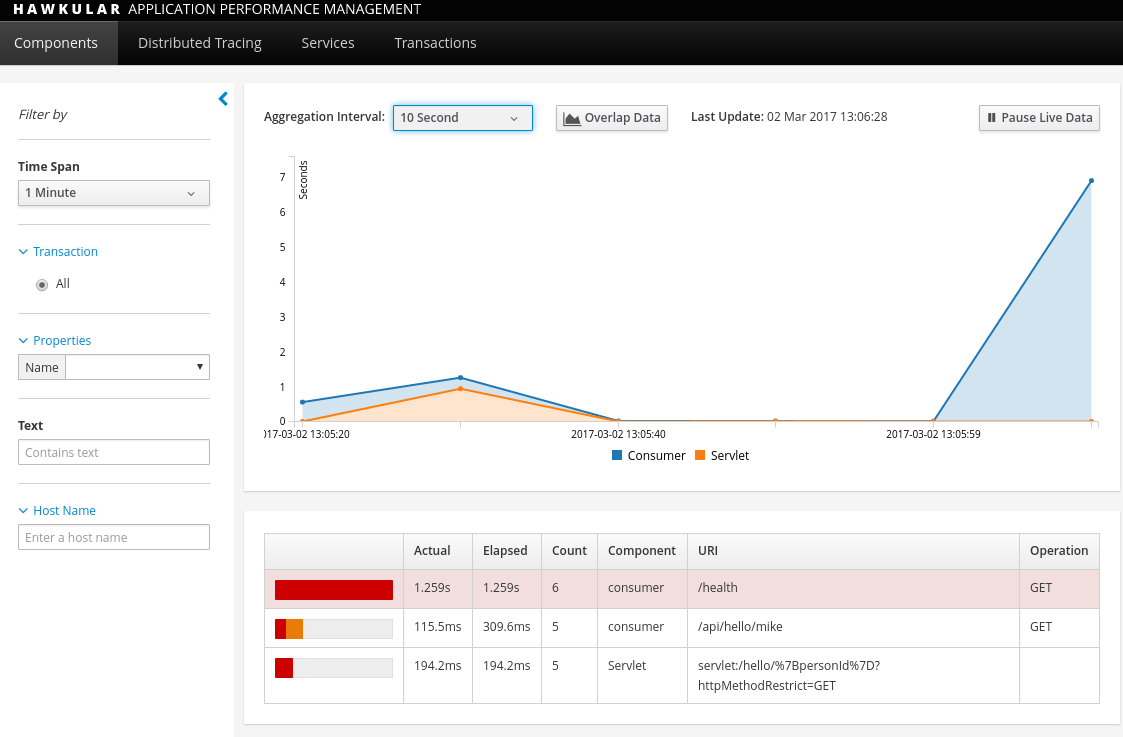 HAWKULAR APPLICATION PERFORMANCE MANAGEMENT
Components Distributed Tracing Services Transactions
Filter by
Time Span
1 Minute
Transaction
All
Properties
Name
Text
Contains text
Host Name
Enter a host name
Aggregation Interval: 10 Second Overlap Data Last Update: 02 Mar 2017 13:06:28 Pause Live Data
Seconds
7
6
5
4
3
2
1
0
017-03-02 13:05:20 2017-03-02 13:05:40 2017-03-02 13:05:59
Consumer Servlet
Actual Elapsed Count Component URI Operation
1.259s 1.259s 6 consumer /health GET
115.5ms 309.6ms 5 consumer /api/hello/mike GET
194.2ms 194.2ms 5 Servlet servlet:/hello/%7BpersonId%7D?
httpMethodRestrict=GET